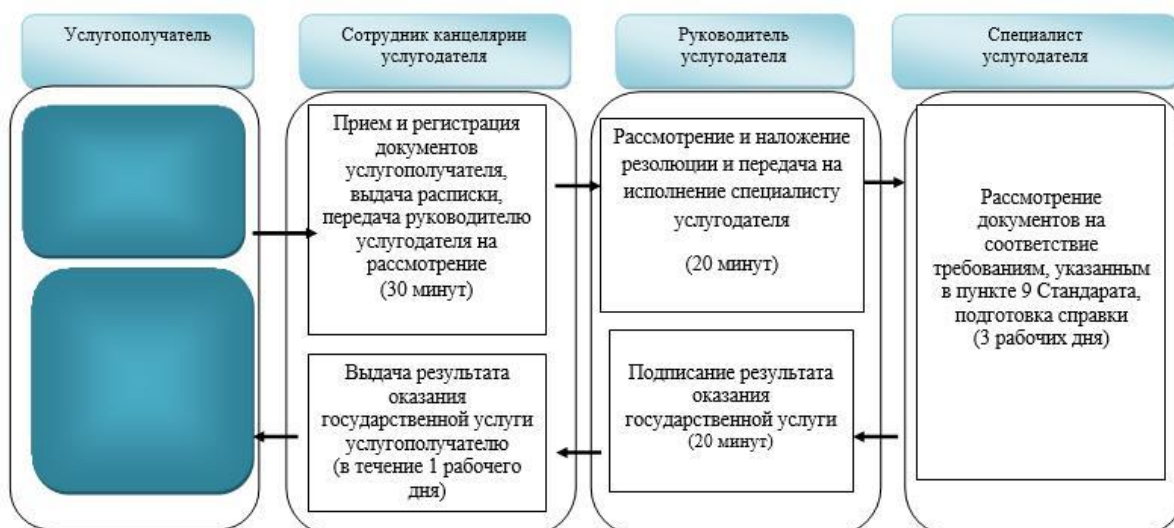 Услугополучатель
Сотрудник канцелярии
услугодателя
Руководитель
услугодателя
Специалист
услугодателя
Прием и регистрация
документов
услугополучателя,
выдача расписки,
передача руководителю
услугодателя на
рассмотрение
(30 минут)
Рассмотрение и наложение
резолюции и передача на
исполнение специалисту
услугодателя
(20 минут)
Рассмотрение
документов на
соответствие
требованиям, указанным
в пункте 9 Стандарата,
подготовка справки
(3 рабочих дня)
Выдача результата
оказания
государственной услуги
услугополучателю
(в течение 1 рабочего
дня)
Подписание результата
оказания
государственной услуги
(20 минут)